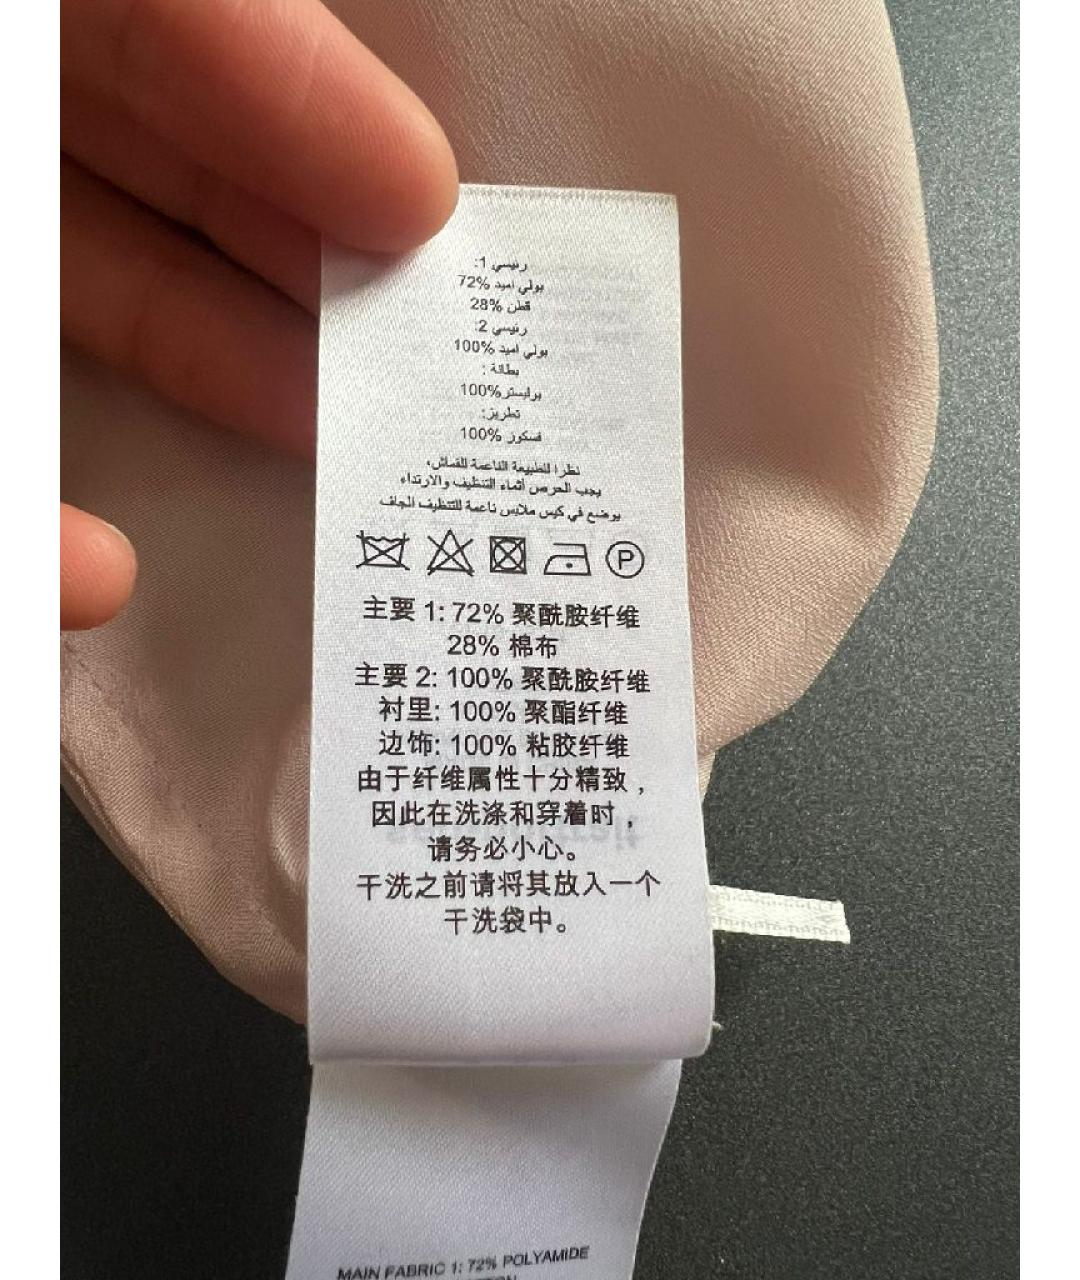 رئيسي 1:
بولي اميد %72
قطن %28
رئيسي 2:
بولي اميد %100
بطانة :
بوليستر%100
تطريز:
فسكوز %100
نظرا للطبيعة الناعمة للقماش،
يجب الحرص أثناء التنظيف والارتداء
يوضع في كيس ملابس ناعمة للتنظيف الجاف
P
主要 1: 72% 聚酰胺纤维
28% 棉布
主要 2: 100% 聚酰胺纤维
衬里: 100% 聚酯纤维
边饰: 100% 粘胶纤维
由于纤维属性十分精致，
因此在洗涤和穿着时，
请务必小心。
干洗之前请将其放入一个
干洗袋中。
MAIN FABRIC 1: 72% POLYAMIDE